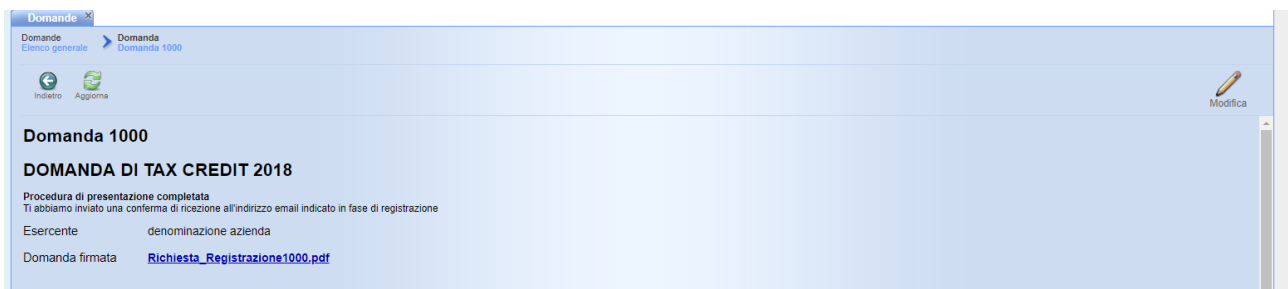 Domande
Domande
Elenco generale
Domanda
Domanda 1000
Indietro
Aggiorna
Modifica
Domanda 1000
DOMANDA DI TAX CREDIT 2018
Procedura di presentazione completata
Ti abbiamo inviato una conferma di ricezione all'indirizzo email indicato in fase di registrazione
Esercente denominazione azienda
Domanda firmata Richiesta_Registrazione1000.pdf